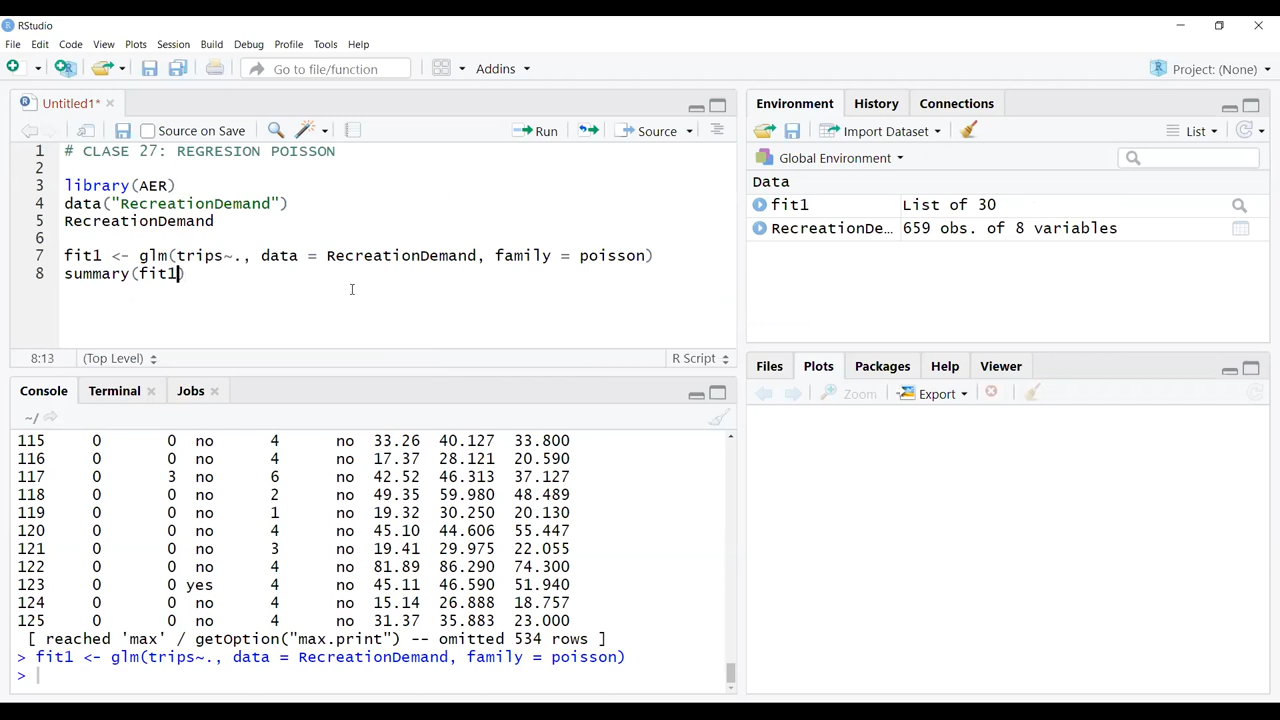 RStudio
File Edit Code View Plots Session Build Debug Profile Tools Help
Go to file/function Addins Project: (None)
Untitled1*
Source on Save Run Source
1 # CLASE 27: REGRESION POISSON
2
3 library(AER)
4 data("RecreationDemand")
5 RecreationDemand
6
7 fit1 <- glm(trips~., data = RecreationDemand, family = poisson)
8 summary(fit1)
8:13 (Top Level) R Script
Console Terminal Jobs
~/
115 0 0 no 4 no 33.26 40.127 33.800
116 0 0 no 4 no 17.37 28.121 20.590
117 0 3 no 6 no 42.52 46.313 37.127
118 0 0 no 2 no 49.35 59.980 48.489
119 0 0 no 1 no 19.32 30.250 20.130
120 0 0 no 4 no 45.10 44.606 55.447
121 0 0 no 3 no 19.41 29.975 22.055
122 0 0 no 4 no 81.89 86.290 74.300
123 0 0 yes 4 no 45.11 46.590 51.940
124 0 0 no 4 no 15.14 26.888 18.757
125 0 0 no 4 no 31.37 35.883 23.000
[ reached 'max' / getOption("max.print") -- omitted 534 rows ]
> fit1 <- glm(trips~., data = RecreationDemand, family = poisson)
>
Environment History Connections
Import Dataset List
Global Environment
Data
fit1 List of 30
RecreationDe… 659 obs. of 8 variables
Files Plots Packages Help Viewer
Zoom Export